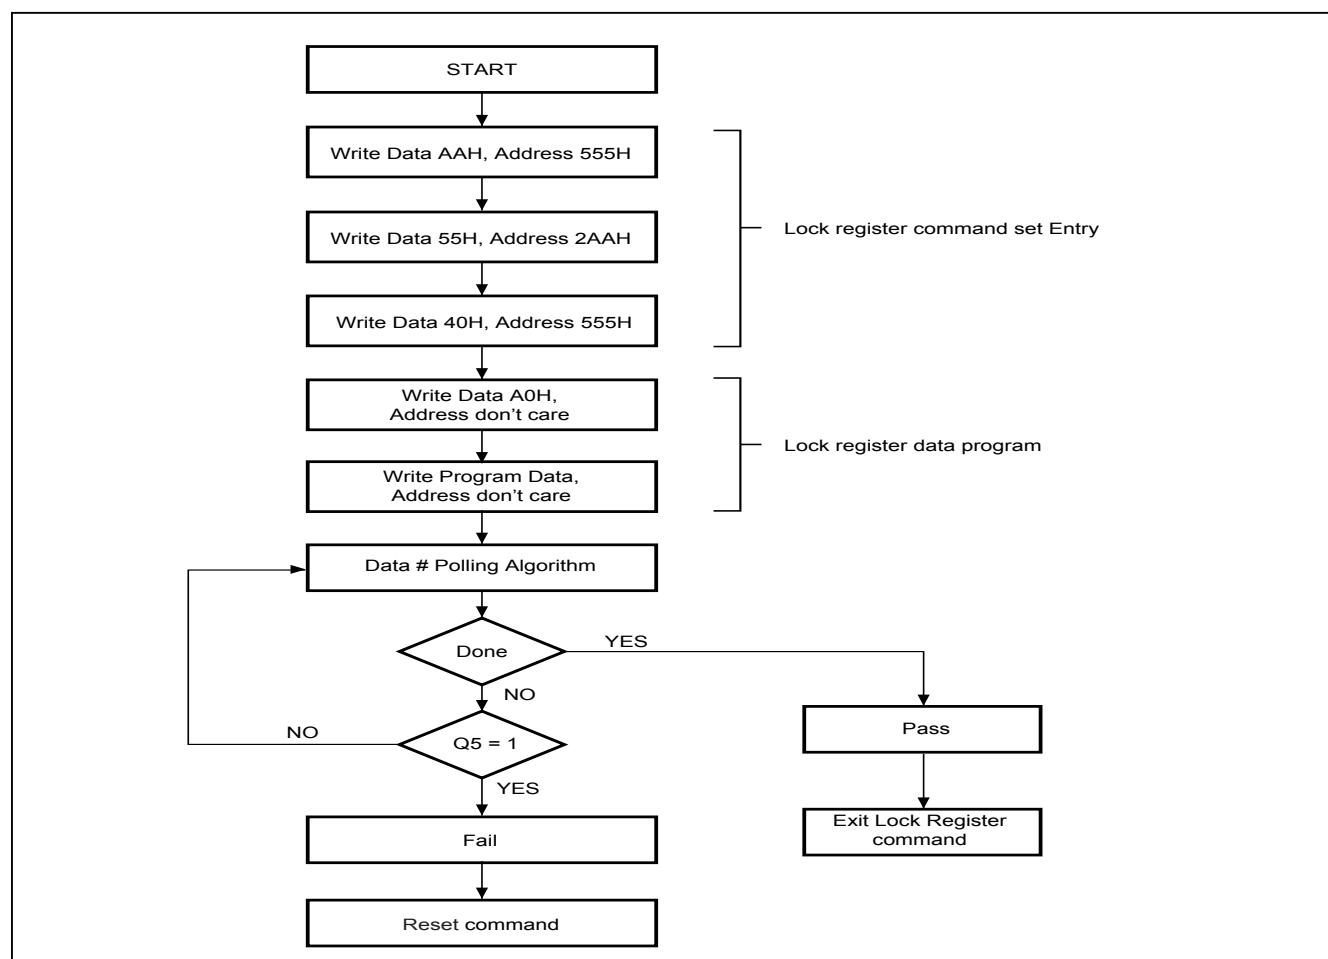 START
Write Data AAH, Address 555H
Write Data 55H, Address 2AAH
Lock register command set Entry
Write Data 40H, Address 555H
Write Data A0H,
Address don't care
Lock register data program
Write Program Data,
Address don't care
Data # Polling Algorithm
Done
YES
NO
Q5 = 1
NO
YES
Pass
Exit Lock Register
command
Fail
Reset command